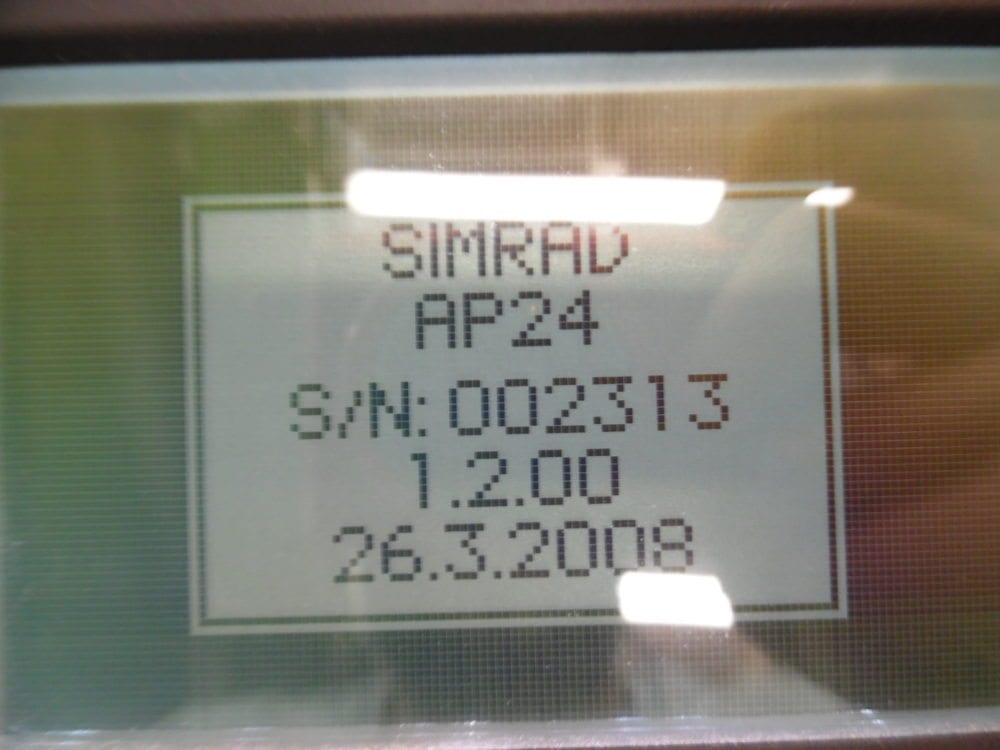 SIMRAD
AP24
S/N: 002313
1.2.00
26.3.2008